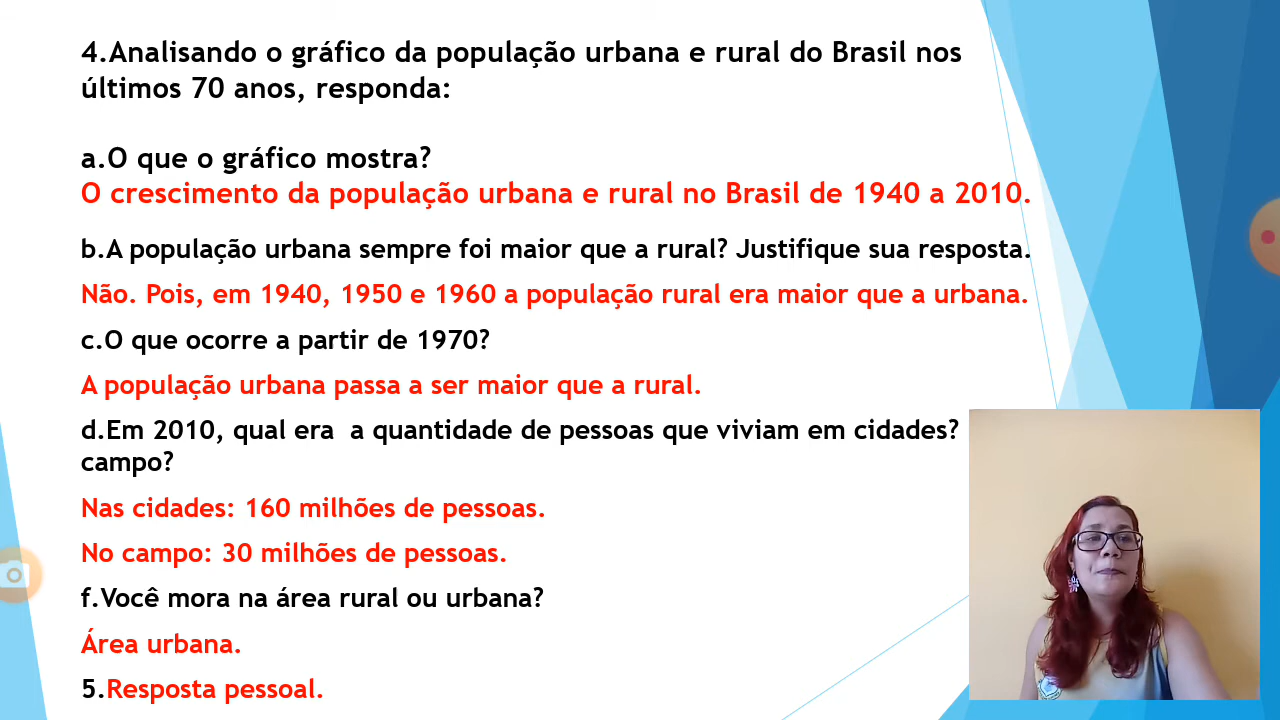 4.Analisando o gráfico da população urbana e rural do Brasil nos
últimos 70 anos, responda:
a.O que o gráfico mostra?
O crescimento da população urbana e rural no Brasil de 1940 a 2010.
b.A população urbana sempre foi maior que a rural? Justifique sua resposta.
Não. Pois, em 1940, 1950 e 1960 a população rural era maior que a urbana.
c.O que ocorre a partir de 1970?
A população urbana passa a ser maior que a rural.
d.Em 2010, qual era  a quantidade de pessoas que viviam em cidades?
campo?
Nas cidades: 160 milhões de pessoas.
No campo: 30 milhões de pessoas.
f.Você mora na área rural ou urbana?
Área urbana.
5.Resposta pessoal.